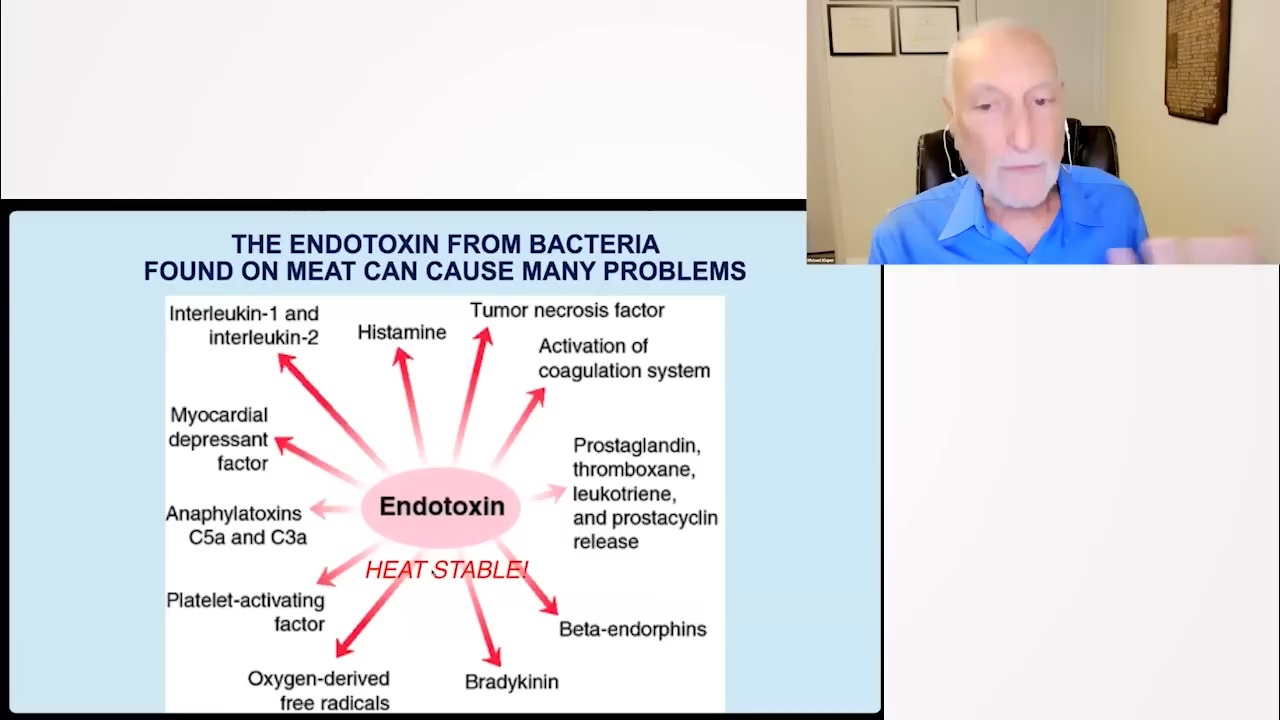 THE ENDOTOXIN FROM BACTERIA
FOUND ON MEAT CAN CAUSE MANY PROBLEMS
Interleukin-1 and
interleukin-2
Histamine
Tumor necrosis factor
Activation of
coagulation system
Myocardial
depressant
factor
Prostaglandin,
thromboxane,
leukotriene,
and prostacyclin
release
Endotoxin
Anaphylatoxins
C5a and C3a
HEAT STABLE!
Platelet-activating
factor
Beta-endorphins
Oxygen-derived
free radicals
Bradykinin
Michael Klaper